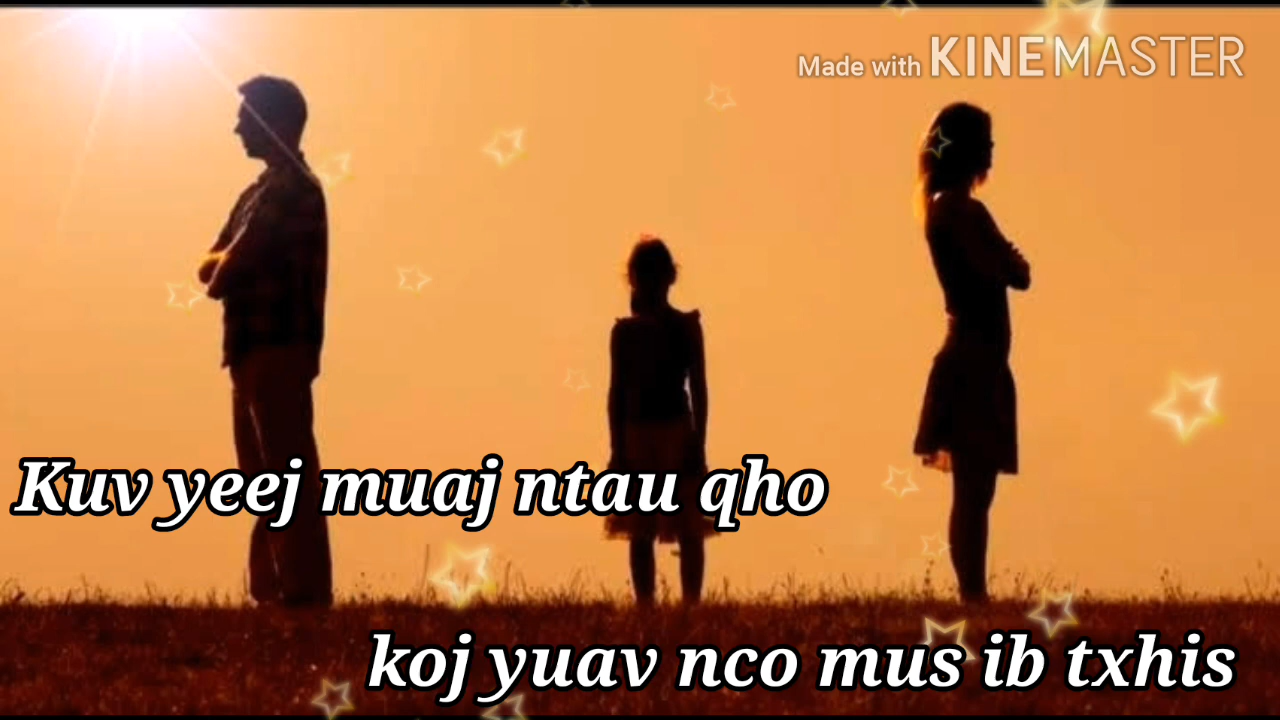 Made with KINEMASTER
Kuv yeej muaj ntau qho
koj yuav nco mus ib txhis